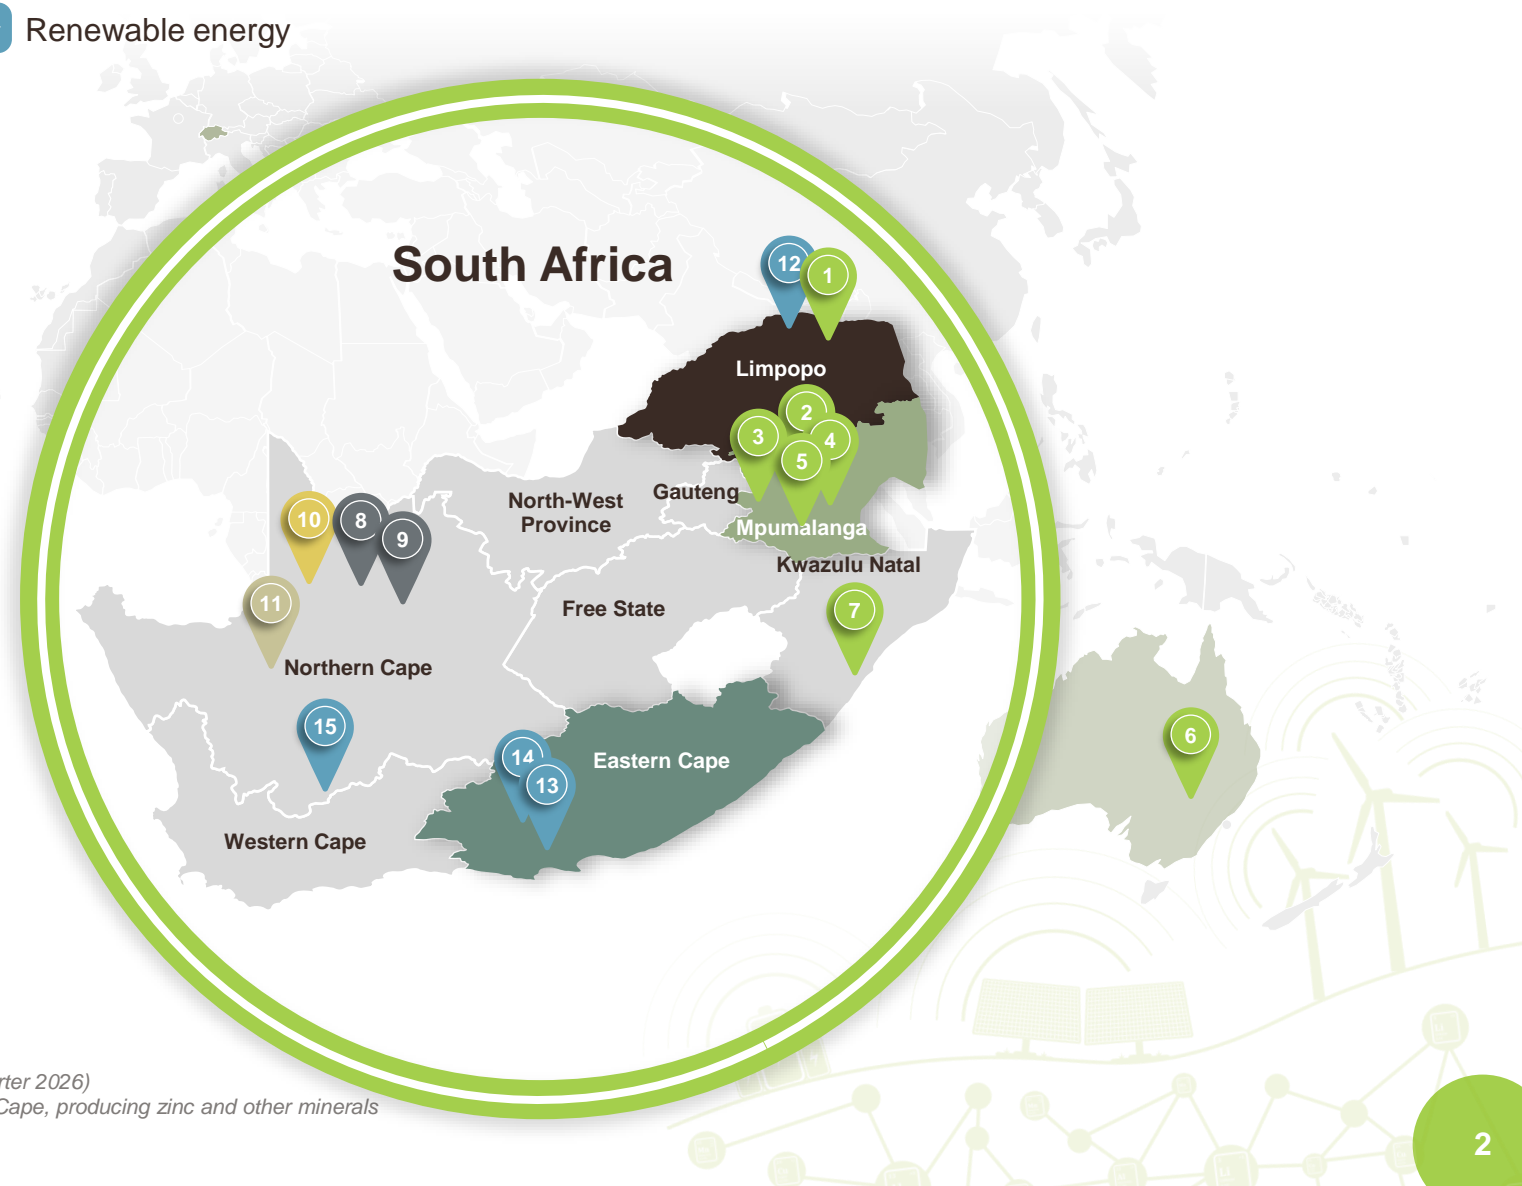 Renewable energy
South Africa
12
1
Limpopo
2
3
4
5
North-West
Province
Gauteng
Mpumalanga
Kwazulu Natal
10
8
9
11
Free State
7
Northern Cape
15
14
13
Eastern Cape
6
Western Cape
rter 2026)
Cape, producing zinc and other minerals
2